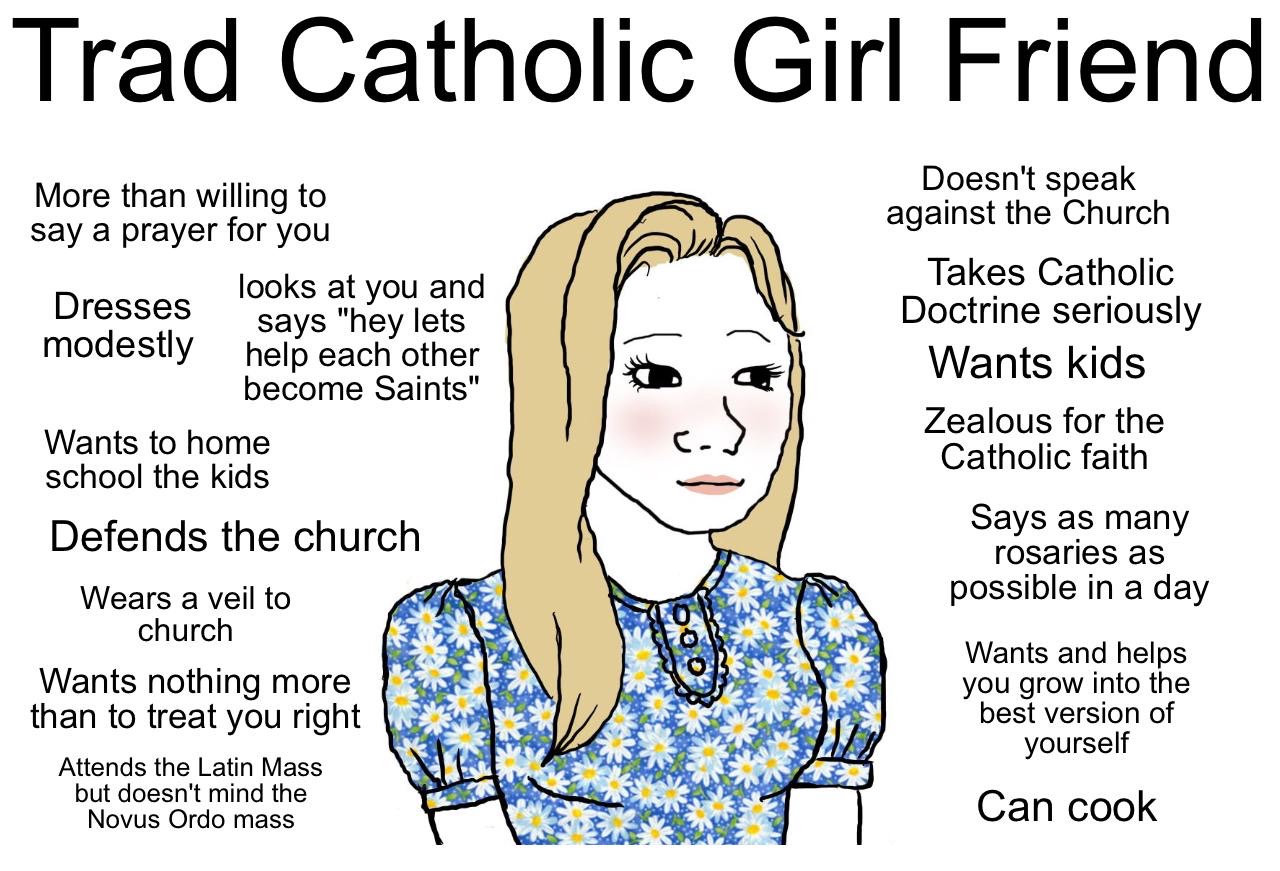 Trad Catholic Girl Friend
More than willing to
say a prayer for you
Dresses
modestly
looks at you and
says "hey lets
help each other
become Saints"
Wants to home
school the kids
Defends the church
Wears a veil to
church
Wants nothing more
than to treat you right
Attends the Latin Mass
but doesn't mind the
Novus Ordo mass
Doesn't speak
against the Church
Takes Catholic
Doctrine seriously
Wants kids
Zealous for the
Catholic faith
Says as many
rosaries as
possible in a day
Wants and helps
you grow into the
best version of
yourself
Can cook